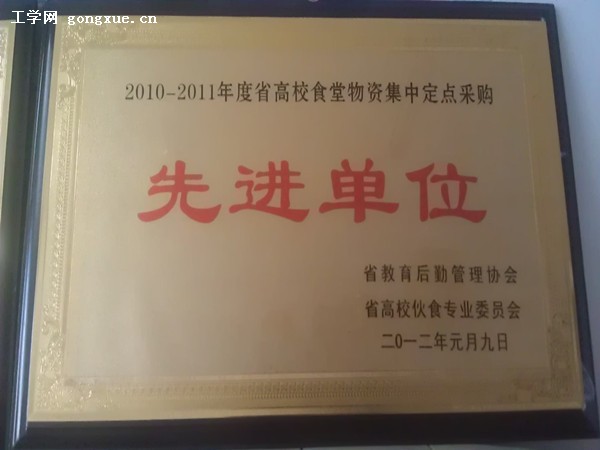 工学网 gongxue.cn
2010-2011年度省高校食堂物资集中定点采购
先进单位
省教育后勤管理协会
省高校伙食专业委员会
二0一二年元月九日